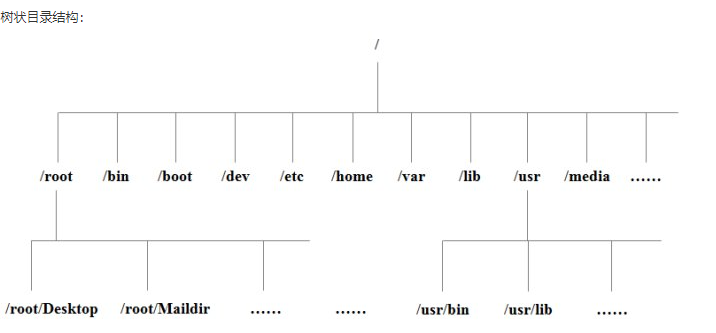 树状目录结构：
/
/root /bin /boot /dev /etc /home /var /lib /usr /media ……
/root/Desktop /root/Maildir …… …… /usr/bin /usr/lib ……